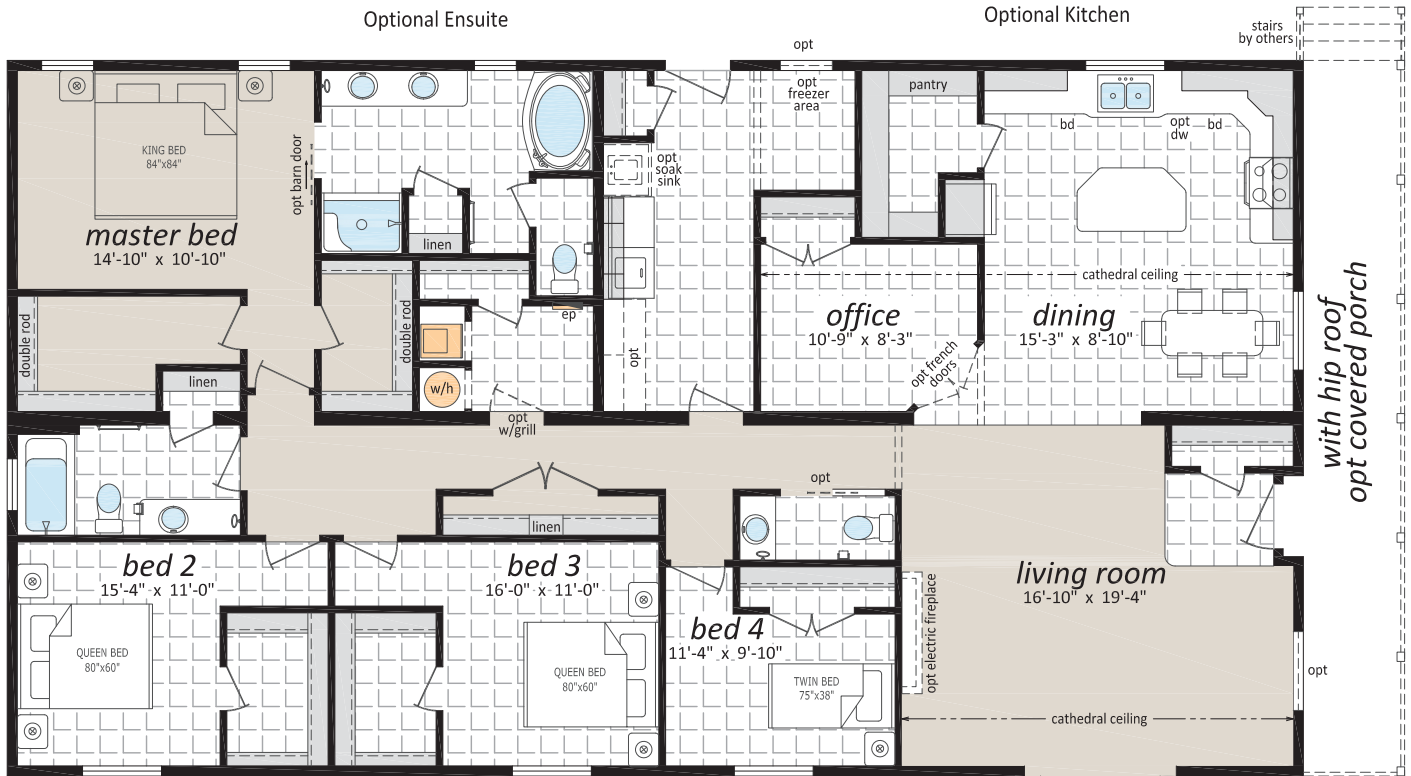 Optional Ensuite
Optional Kitchen
stairs
by others
opt
opt
freezer
area
pantry
bd
opt
dw
bd
KING BED
84"x84"
opt barn door
opt
soak
sink
master bed
14'-10" x 10'-10"
linen
cathedral ceiling
double rod
double rod
ep
office
10'-9" x 8'-3"
dining
15'-3" x 8'-10"
opt french
doors
with hip roof
opt covered porch
linen
w/h
opt
opt
w/grill
opt
linen
bed 2
15'-4" x 11'-0"
bed 3
16'-0" x 11'-0"
living room
16'-10" x 19'-4"
opt electric fireplace
bed 4
11'-4" x 9'-10"
QUEEN BED
80"x60"
QUEEN BED
80"x60"
TWIN BED
75"x38"
opt
cathedral ceiling